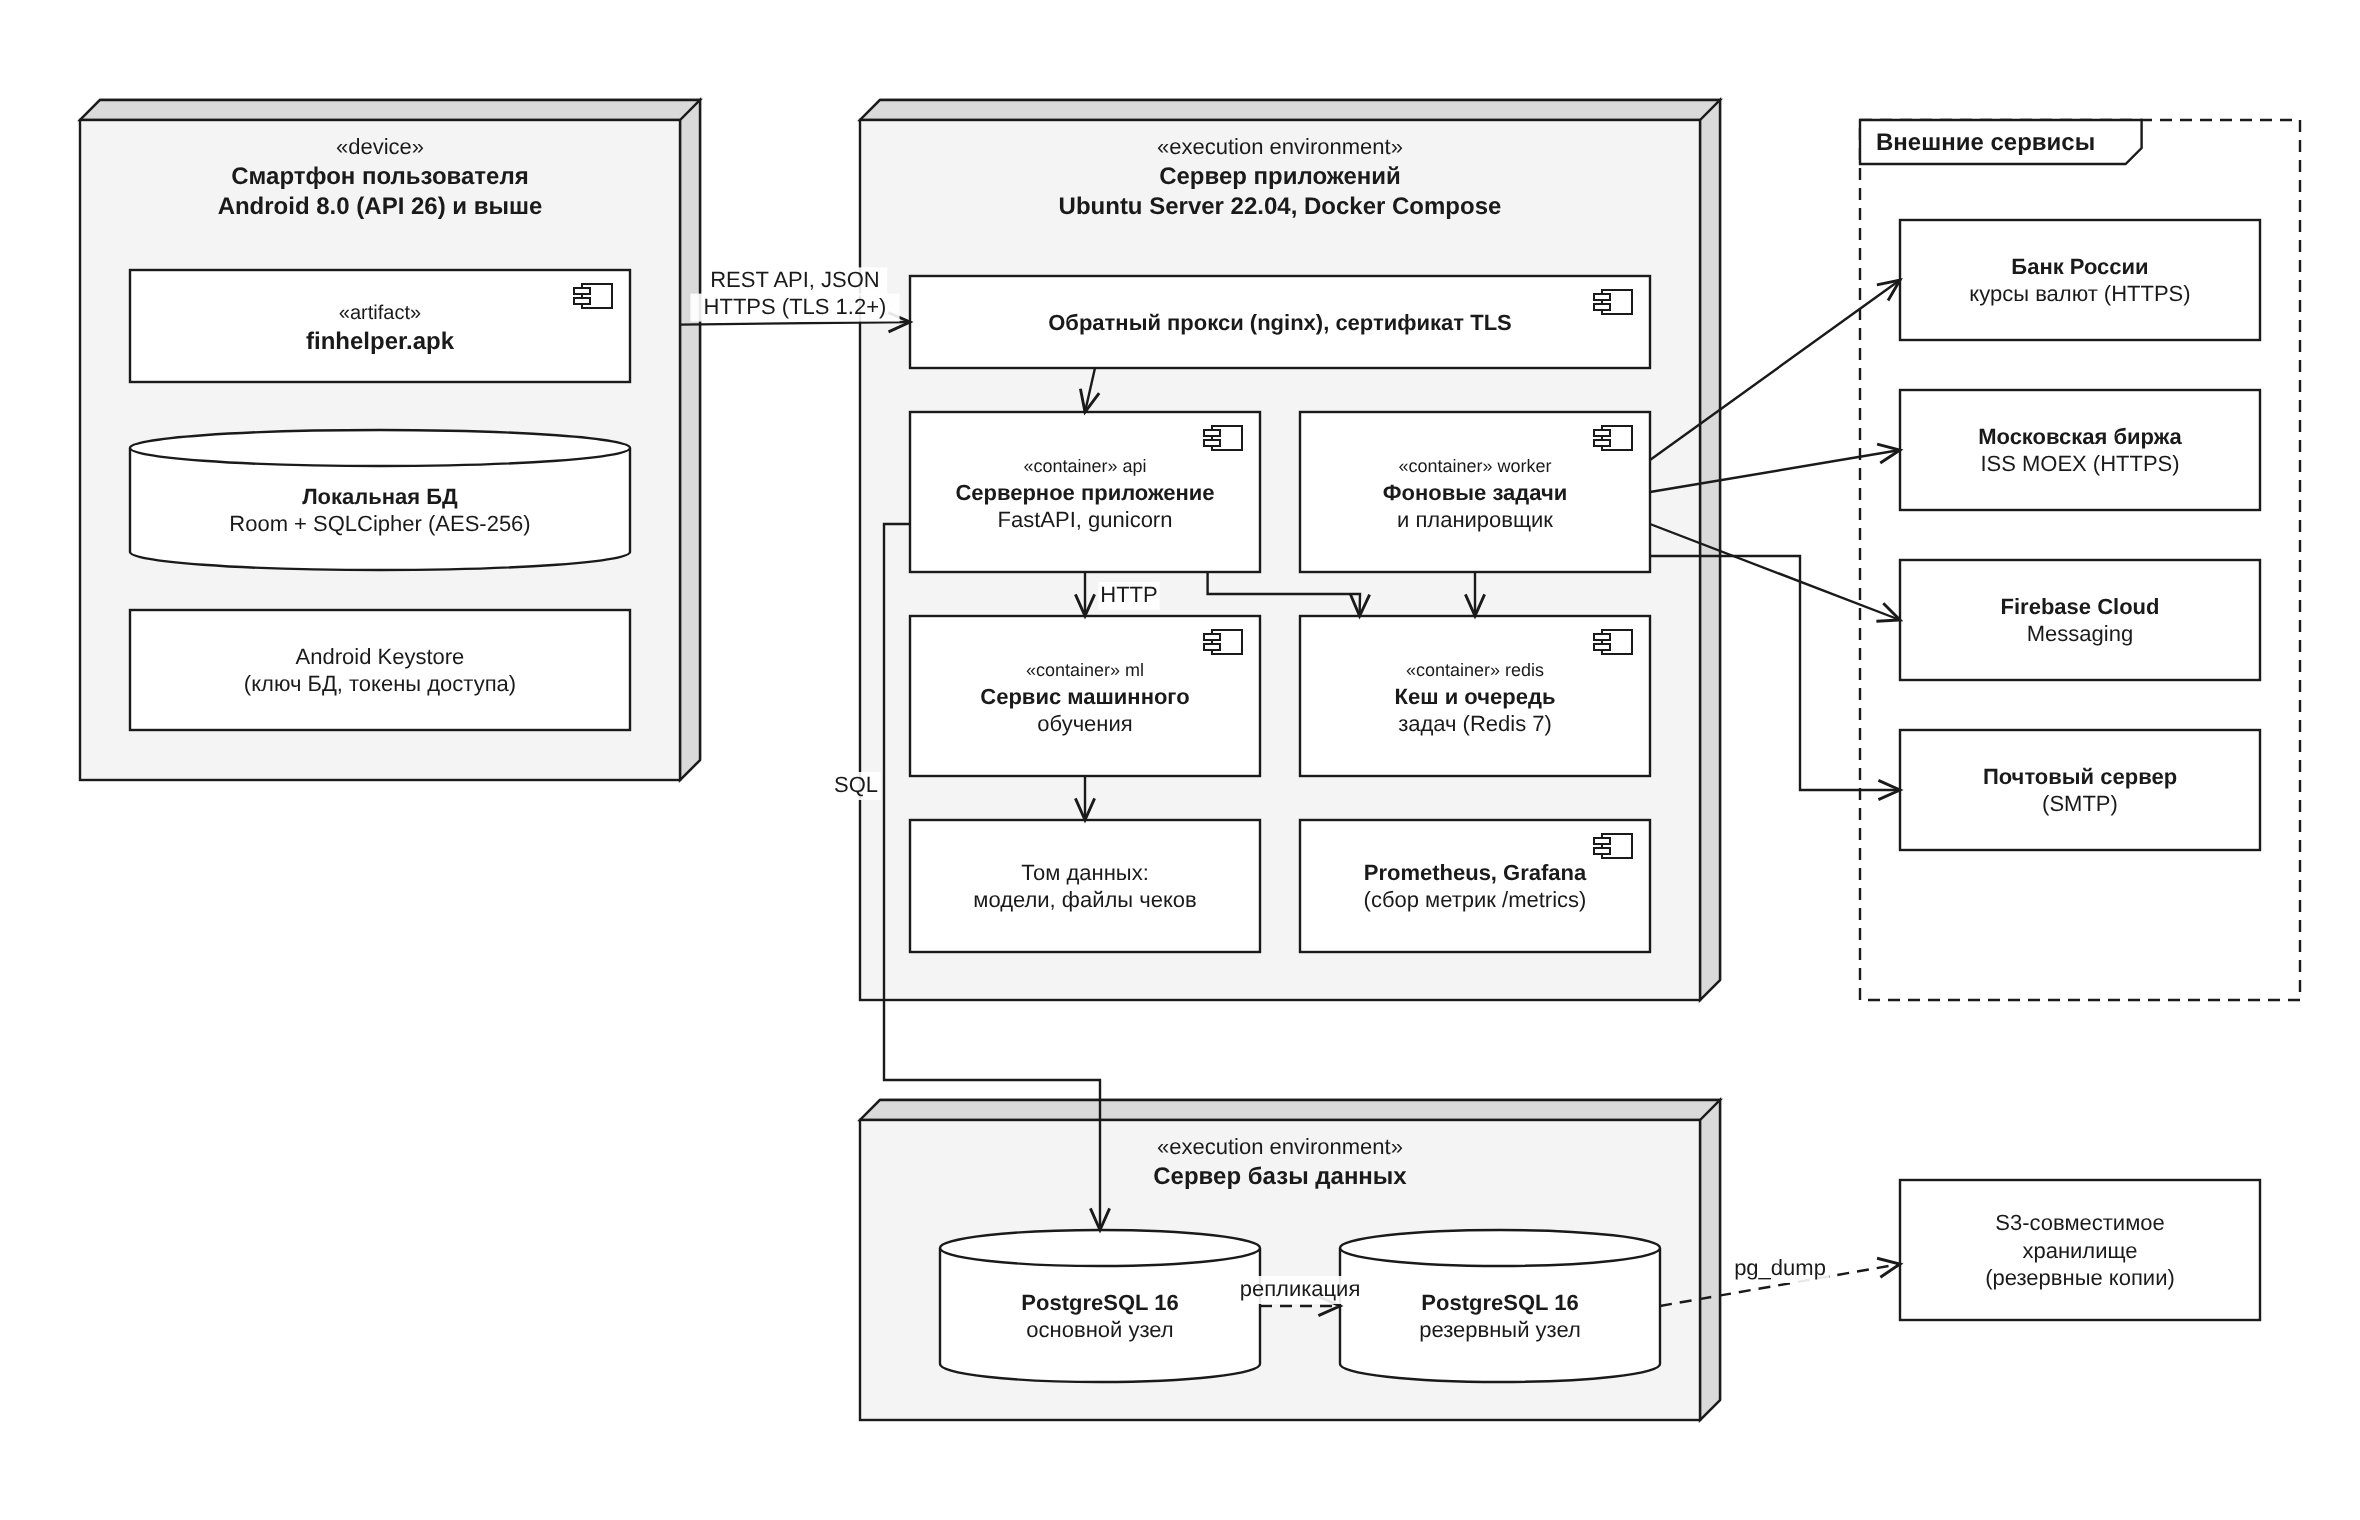 «device»
Смартфон пользователя
Android 8.0 (API 26) и выше
«artifact»
finhelper.apk
Локальная БД
Room + SQLCipher (AES-256)
Android Keystore
(ключ БД, токены доступа)
REST API, JSON
HTTPS (TLS 1.2+)
«execution environment»
Сервер приложений
Ubuntu Server 22.04, Docker Compose
Обратный прокси (nginx), сертификат TLS
«container» api
Серверное приложение
FastAPI, gunicorn
«container» worker
Фоновые задачи
и планировщик
HTTP
«container» ml
Сервис машинного
обучения
«container» redis
Кеш и очередь
задач (Redis 7)
SQL
Том данных:
модели, файлы чеков
Prometheus, Grafana
(сбор метрик /metrics)
Внешние сервисы
Банк России
курсы валют (HTTPS)
Московская биржа
ISS MOEX (HTTPS)
Firebase Cloud
Messaging
Почтовый сервер
(SMTP)
«execution environment»
Сервер базы данных
PostgreSQL 16
основной узел
репликация
PostgreSQL 16
резервный узел
pg_dump
S3-совместимое
хранилище
(резервные копии)